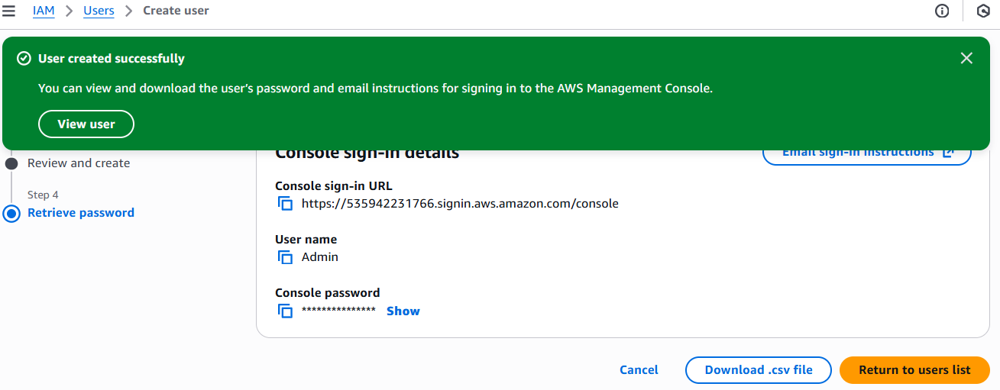 IAM > Users > Create user
User created successfully
You can view and download the user's password and email instructions for signing in to the AWS Management Console.
View user
Review and create
Step 4
Retrieve password
Console sign-in details
Email sign-in instructions
Console sign-in URL
https://535942231766.signin.aws.amazon.com/console
User name
Admin
Console password
*************** Show
Cancel
Download .csv file
Return to users list